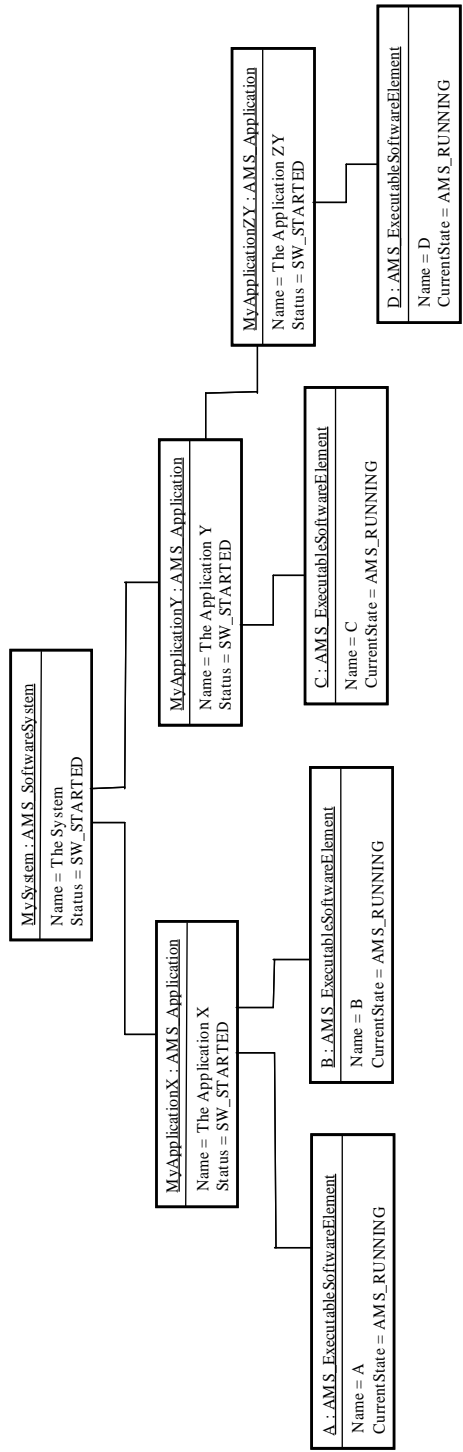 MySystem : AMS_SoftwareSystem
Name = The System
Status = SW_STARTED
MyApplicationX : AMS_Application
Name = The Application X
Status = SW_STARTED
MyApplicationY : AMS_Application
Name = The Application Y
Status = SW_STARTED
MyApplicationZY : AMS_Application
Name = The Application ZY
Status = SW_STARTED
A : AMS_ExecutableSoftwareElement
Name = A
CurrentState = AMS_RUNNING
B : AMS_ExecutableSoftwareElement
Name = B
CurrentState = AMS_RUNNING
C : AMS_ExecutableSoftwareElement
Name = C
CurrentState = AMS_RUNNING
D : AMS_ExecutableSoftwareElement
Name = D
CurrentState = AMS_RUNNING